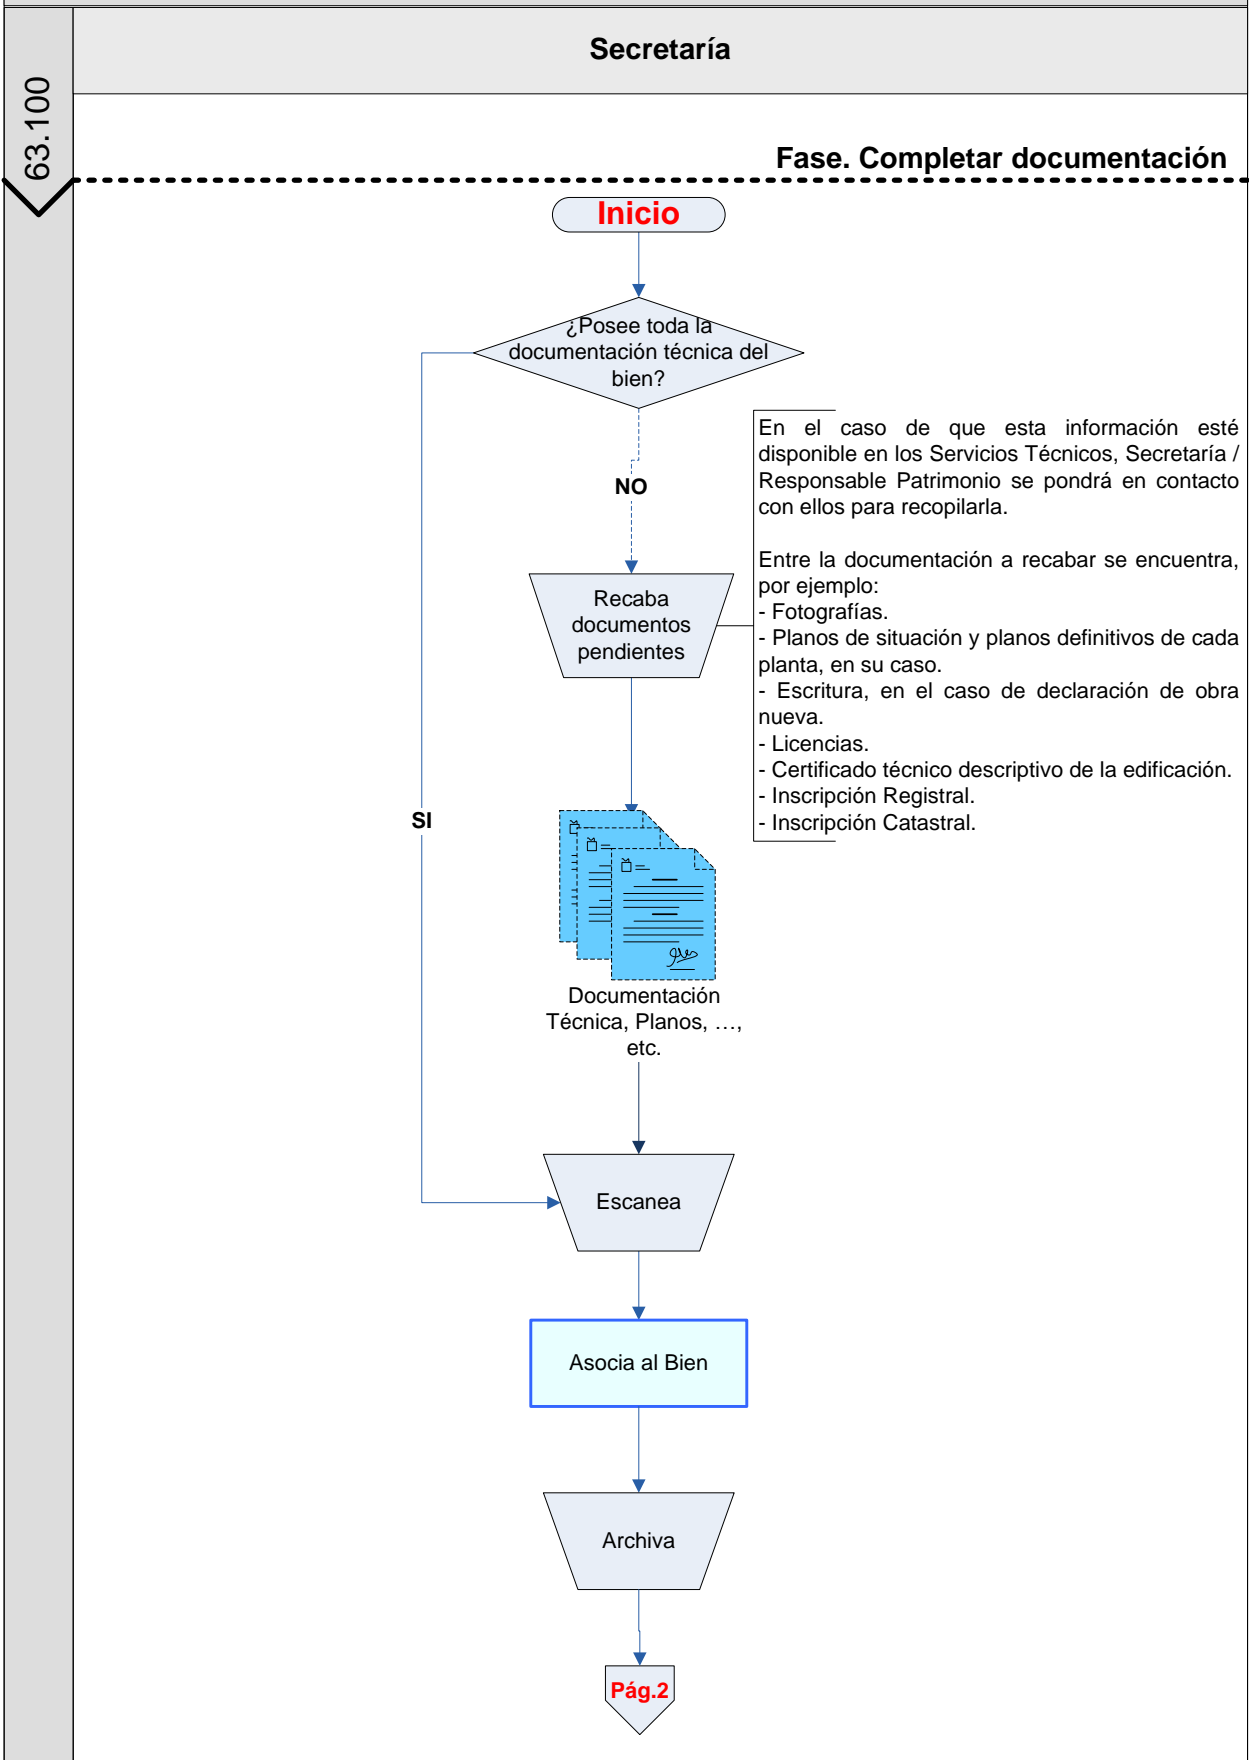 Secretaría
63.100
Fase. Completar documentación
Inicio
¿Posee toda la
documentación técnica del
bien?
En el caso de que esta información esté
disponible en los Servicios Técnicos, Secretaría /
Responsable Patrimonio se pondrá en contacto
con ellos para recopilarla.
Entre la documentación a recabar se encuentra,
por ejemplo:
- Fotografías.
- Planos de situación y planos definitivos de cada
planta, en su caso.
- Escritura, en el caso de declaración de obra
nueva.
- Licencias.
- Certificado técnico descriptivo de la edificación.
- Inscripción Registral.
- Inscripción Catastral.
NO
Recaba
documentos
pendientes
SI
Documentación
Técnica, Planos, …,
etc.
Escanea
Asocia al Bien
Archiva
Pág.2